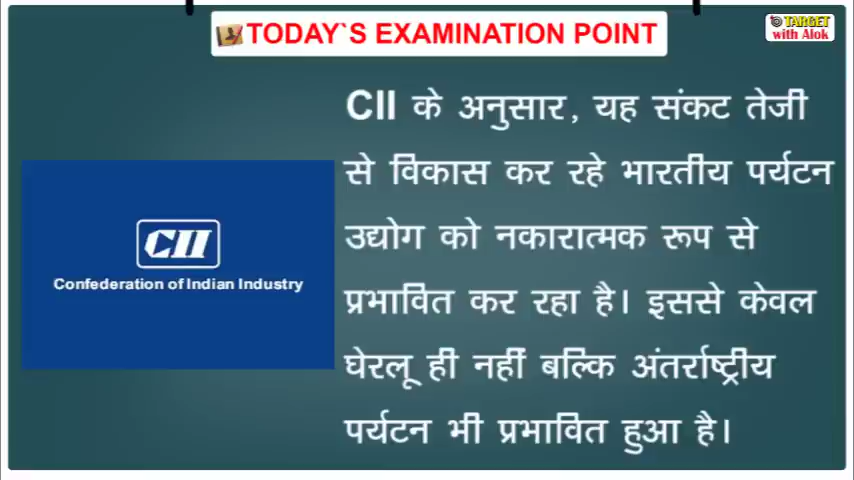 TODAY`S EXAMINATION POINT
TARGET
with Alok
CII के अनुसार, यह संकट तेजी
से विकास कर रहे भारतीय पर्यटन
उद्योग को नकारात्मक रूप से
प्रभावित कर रहा है। इससे केवल
घेरलू ही नहीं बल्कि अंतर्राष्ट्रीय
पर्यटन भी प्रभावित हुआ है।
CII
Confederation of Indian Industry